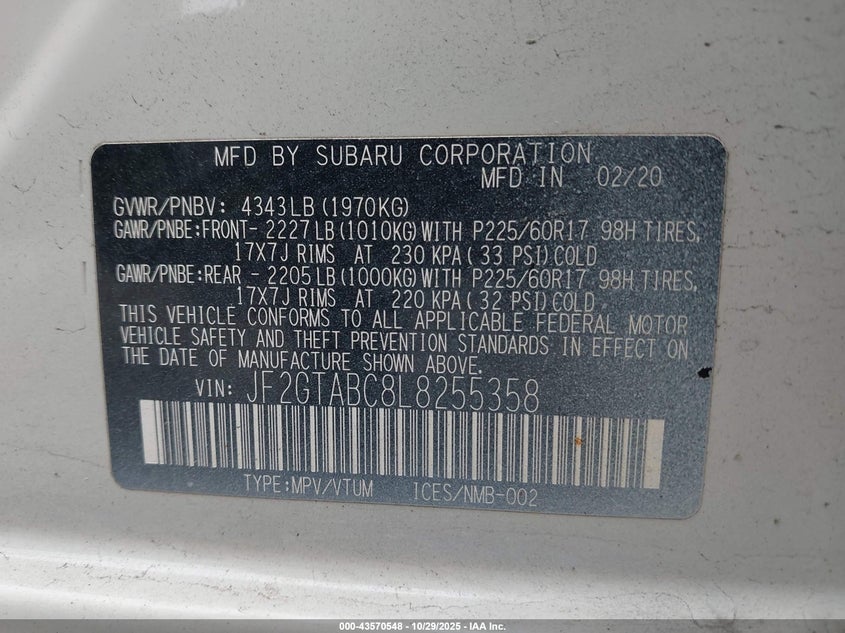 MFD BY SUBARU CORPORATION
MFD IN 02/20
GVWR/PNBV: 4343LB(1970KG)
GAWR/PNBE:FRONT-2227LB(1010KG)WITH P225/60R17 98H TIRES,
17X7J RIMS AT 230 KPA(33 PSI)COLD
GAWR/PNBE:REAR -2205LB(1000KG)WITH P225/60R17 98H TIRES,
17X7J RIMS AT 220 KPA(32 PSI)COLD
THIS VEHICLE CONFORMS TO ALL APPLICABLE FEDERAL MOTOR
VEHICLE SAFETY AND THEFT PREVENTION STANDARDS IN EFFECT ON
THE DATE OF MANUFACTURE SHOWN ABOVE.
VIN: JF2GTABC8L8255358
TYPE:MPV/VTUM ICES/NMB-002
000-43570548 - 10/29/2025 - IAA Inc.